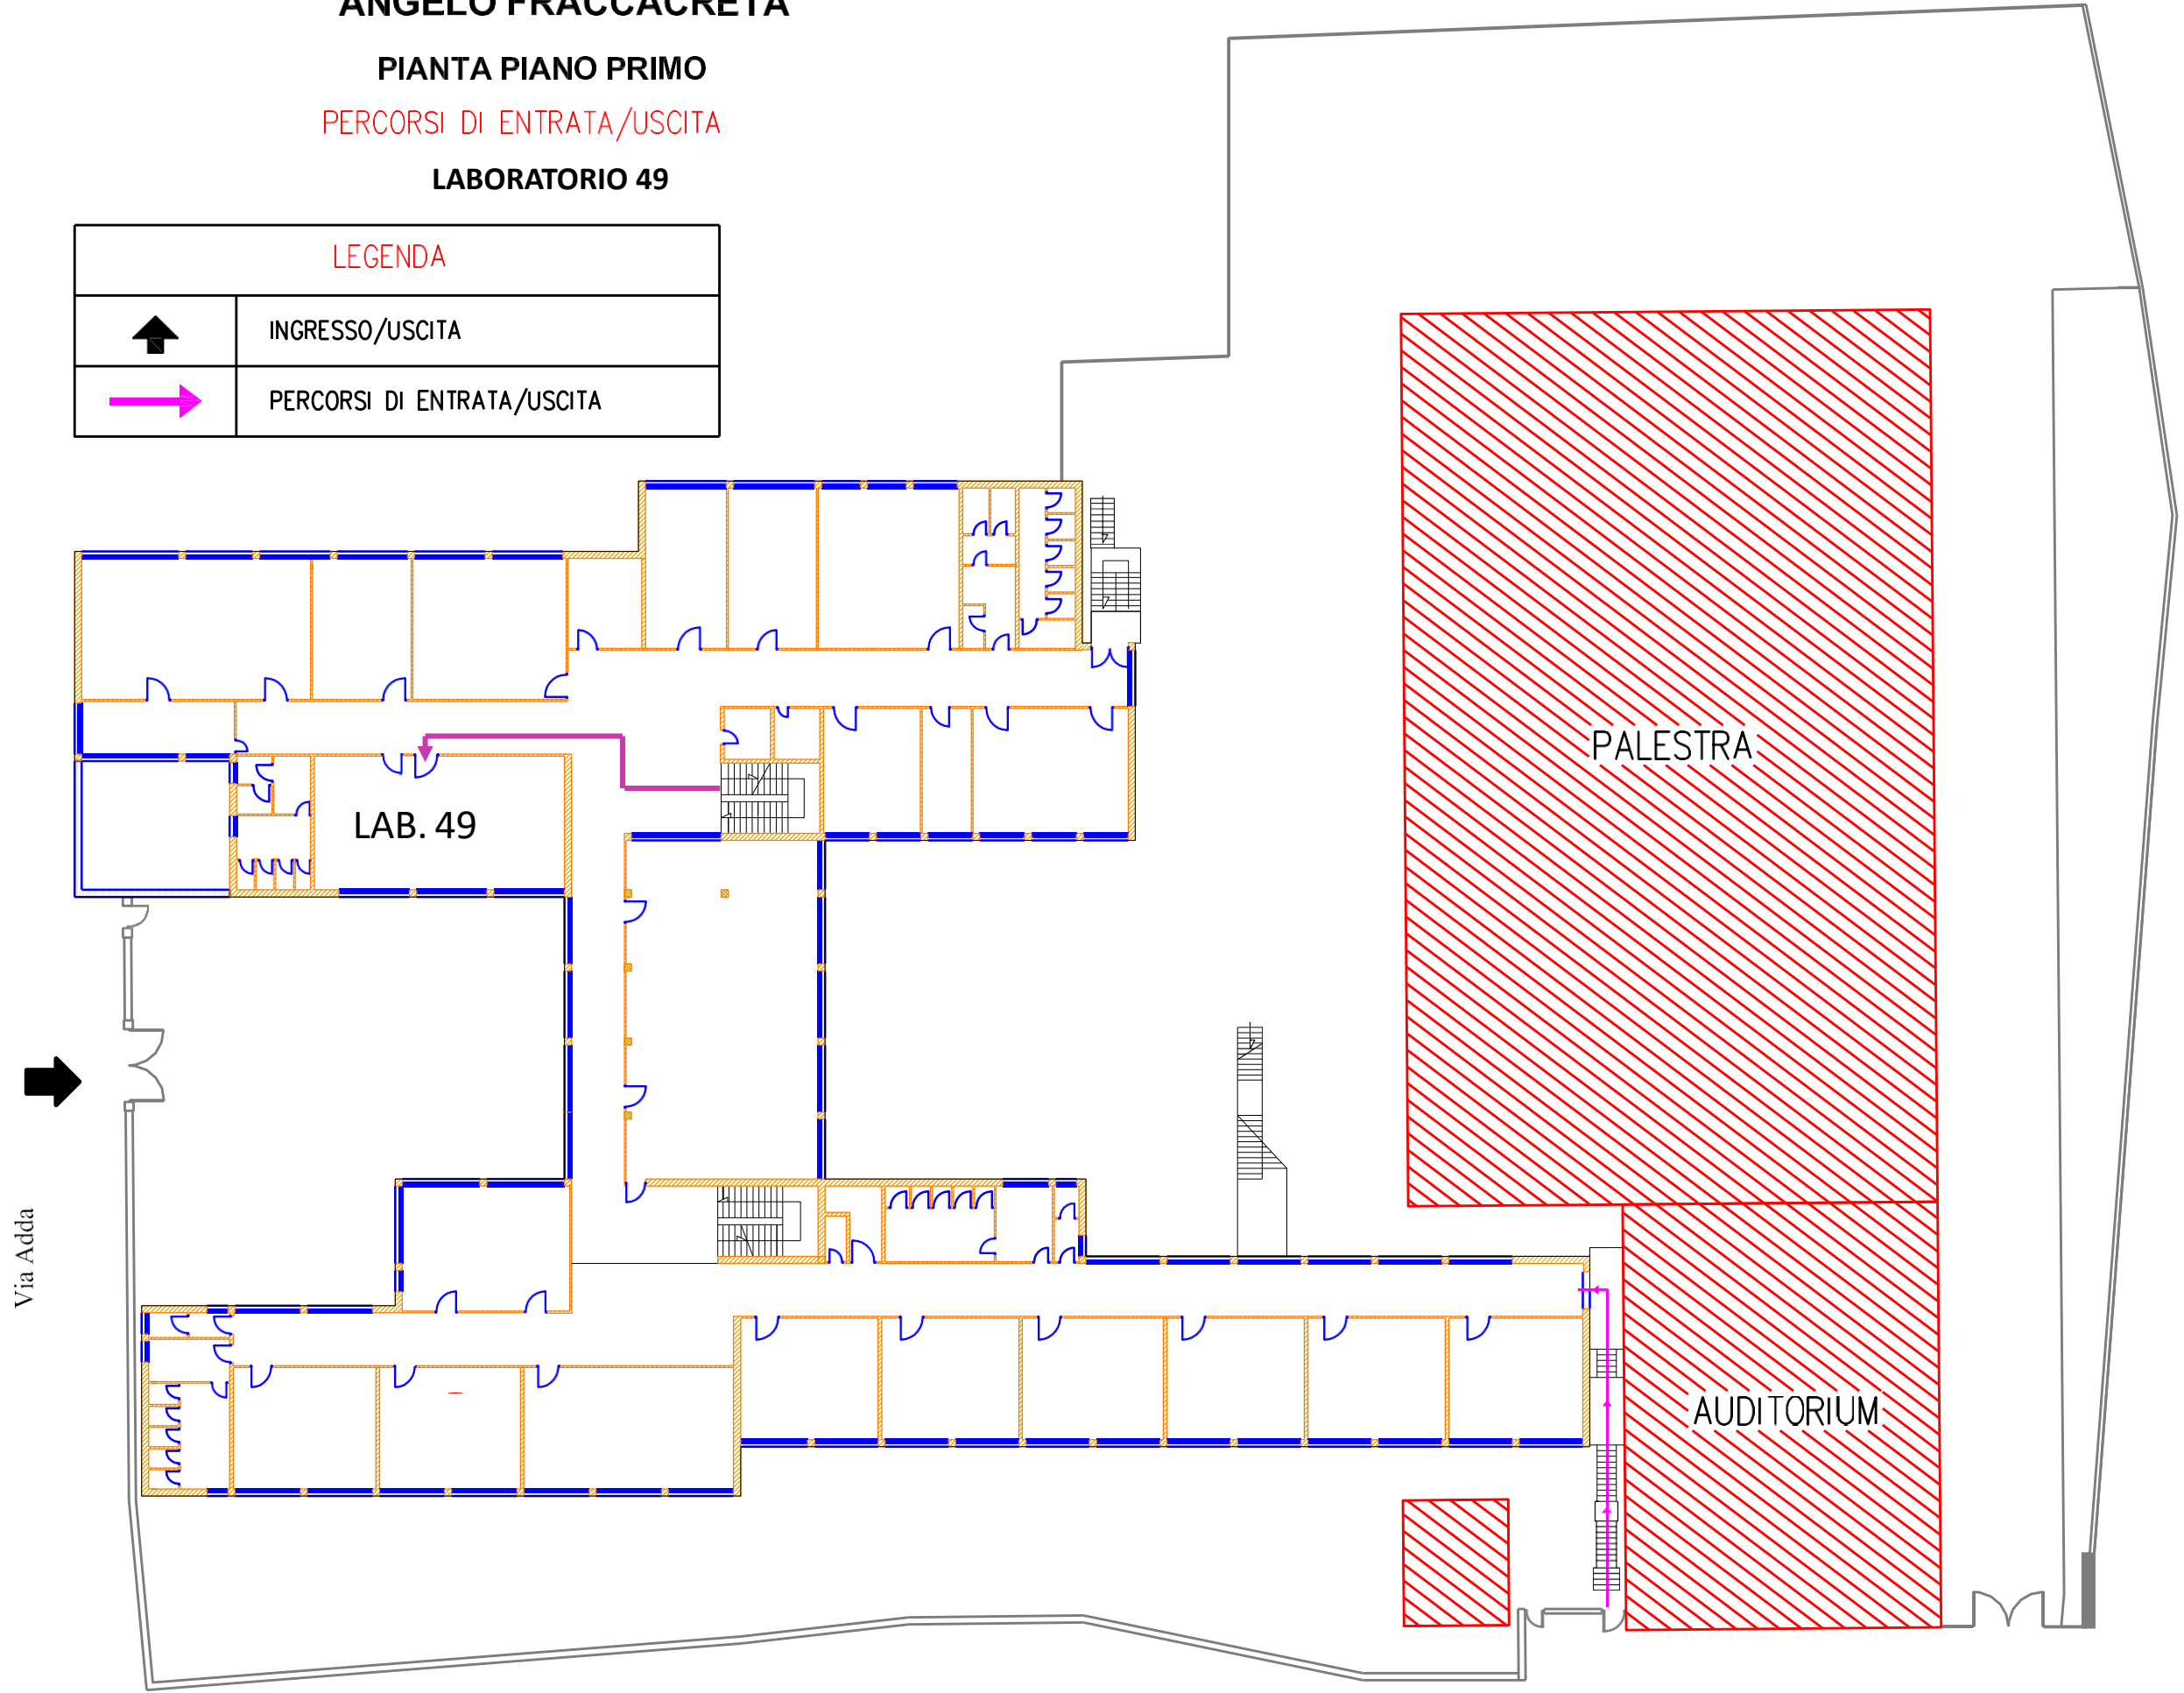 ANGELO FRACCACRETA
PIANTA PIANO PRIMO
PERCORSI DI ENTRATA/USCITA
LABORATORIO 49
LEGENDA
INGRESSO/USCITA
PERCORSI DI ENTRATA/USCITA
PALESTRA
LAB. 49
Via Adda
AUDITORIUM